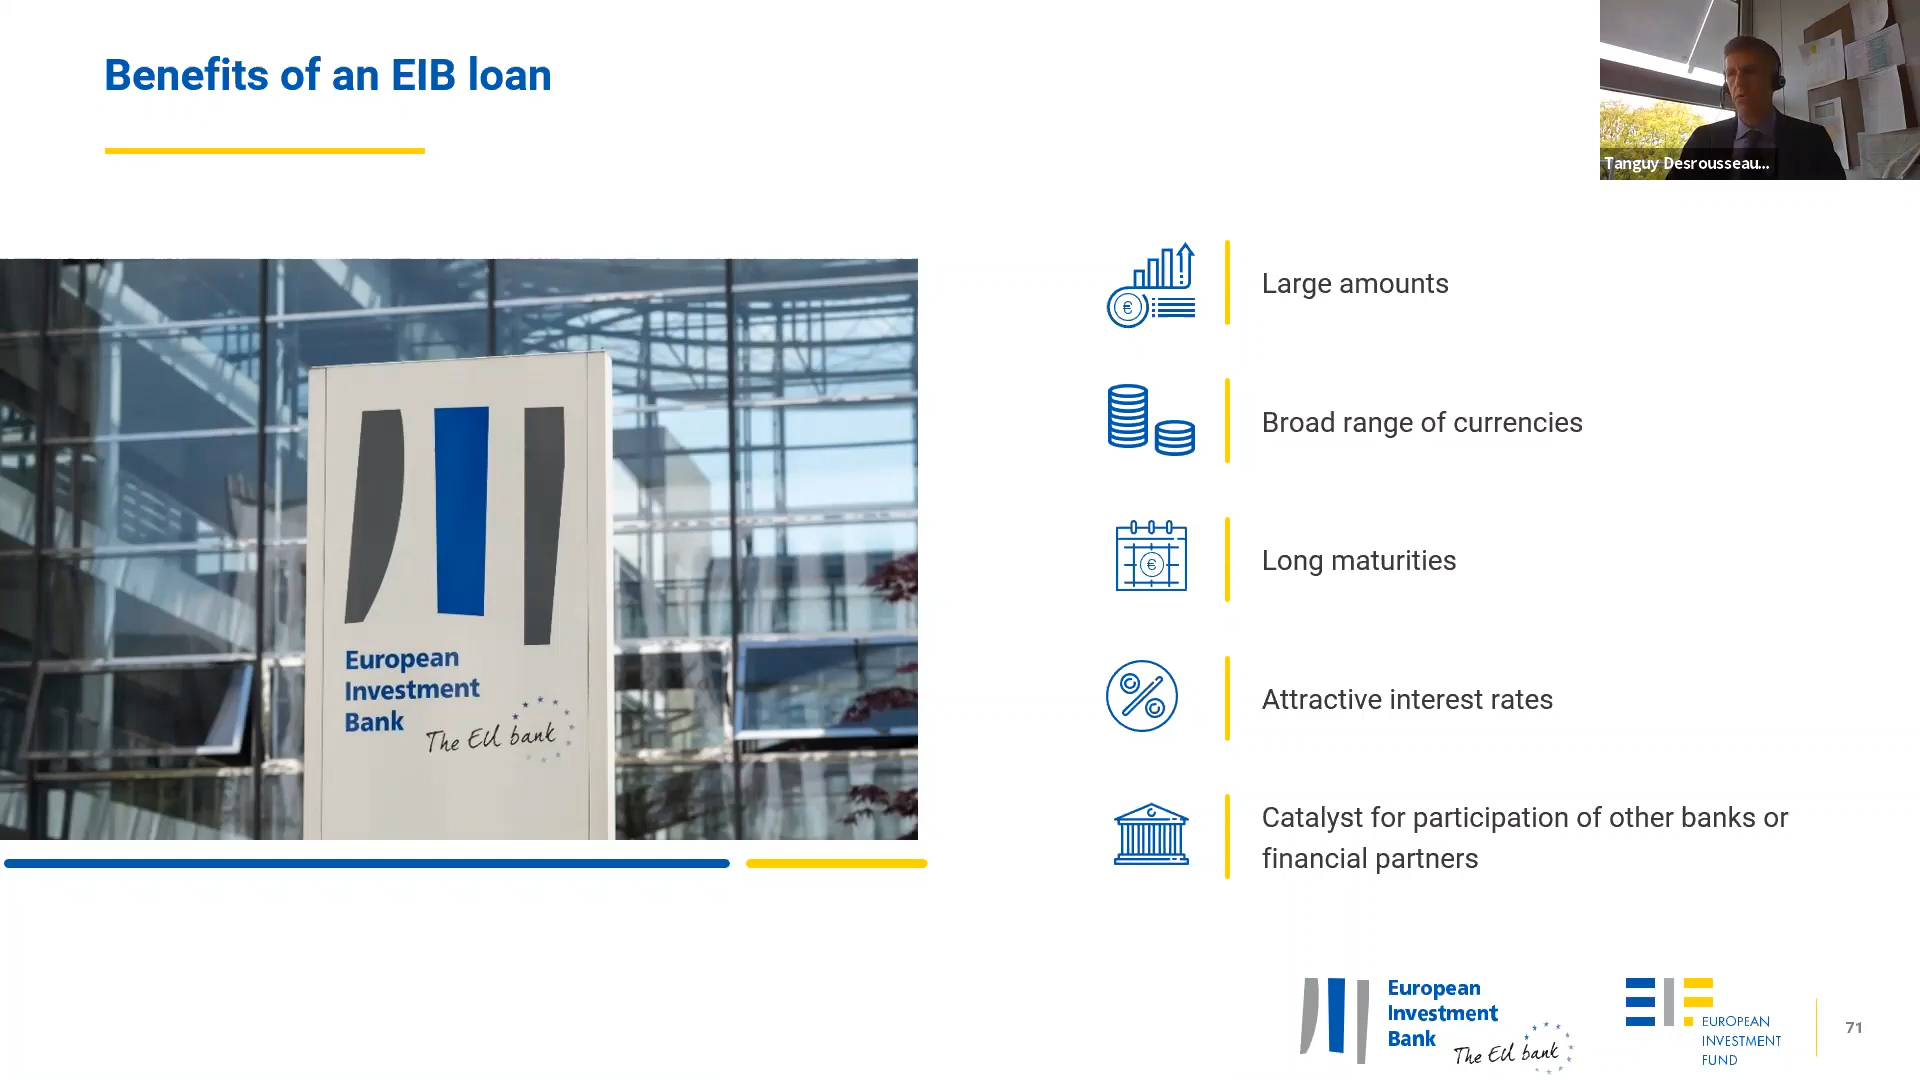 Benefits of an EIB loan
Tanguy Desrousseau...
Large amounts
Broad range of currencies
Long maturities
Attractive interest rates
Catalyst for participation of other banks or
financial partners
European
Investment
Bank
The EU bank
European
Investment
Bank
The EU bank
EIF
EUROPEAN
INVESTMENT
FUND
71